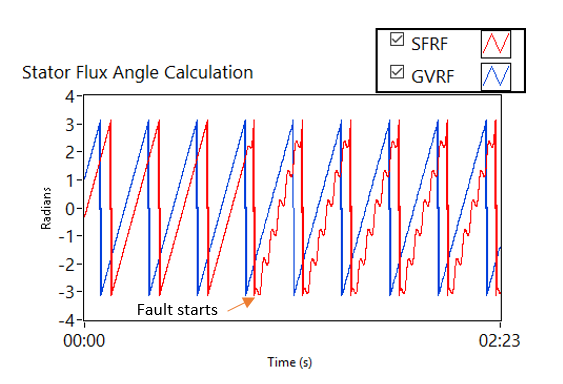 SFRF
GVRF
Stator Flux Angle Calculation
4
3
2
1
0
-1
-2
-3
-4
Radians
Fault starts
00:00
02:23
Time (s)